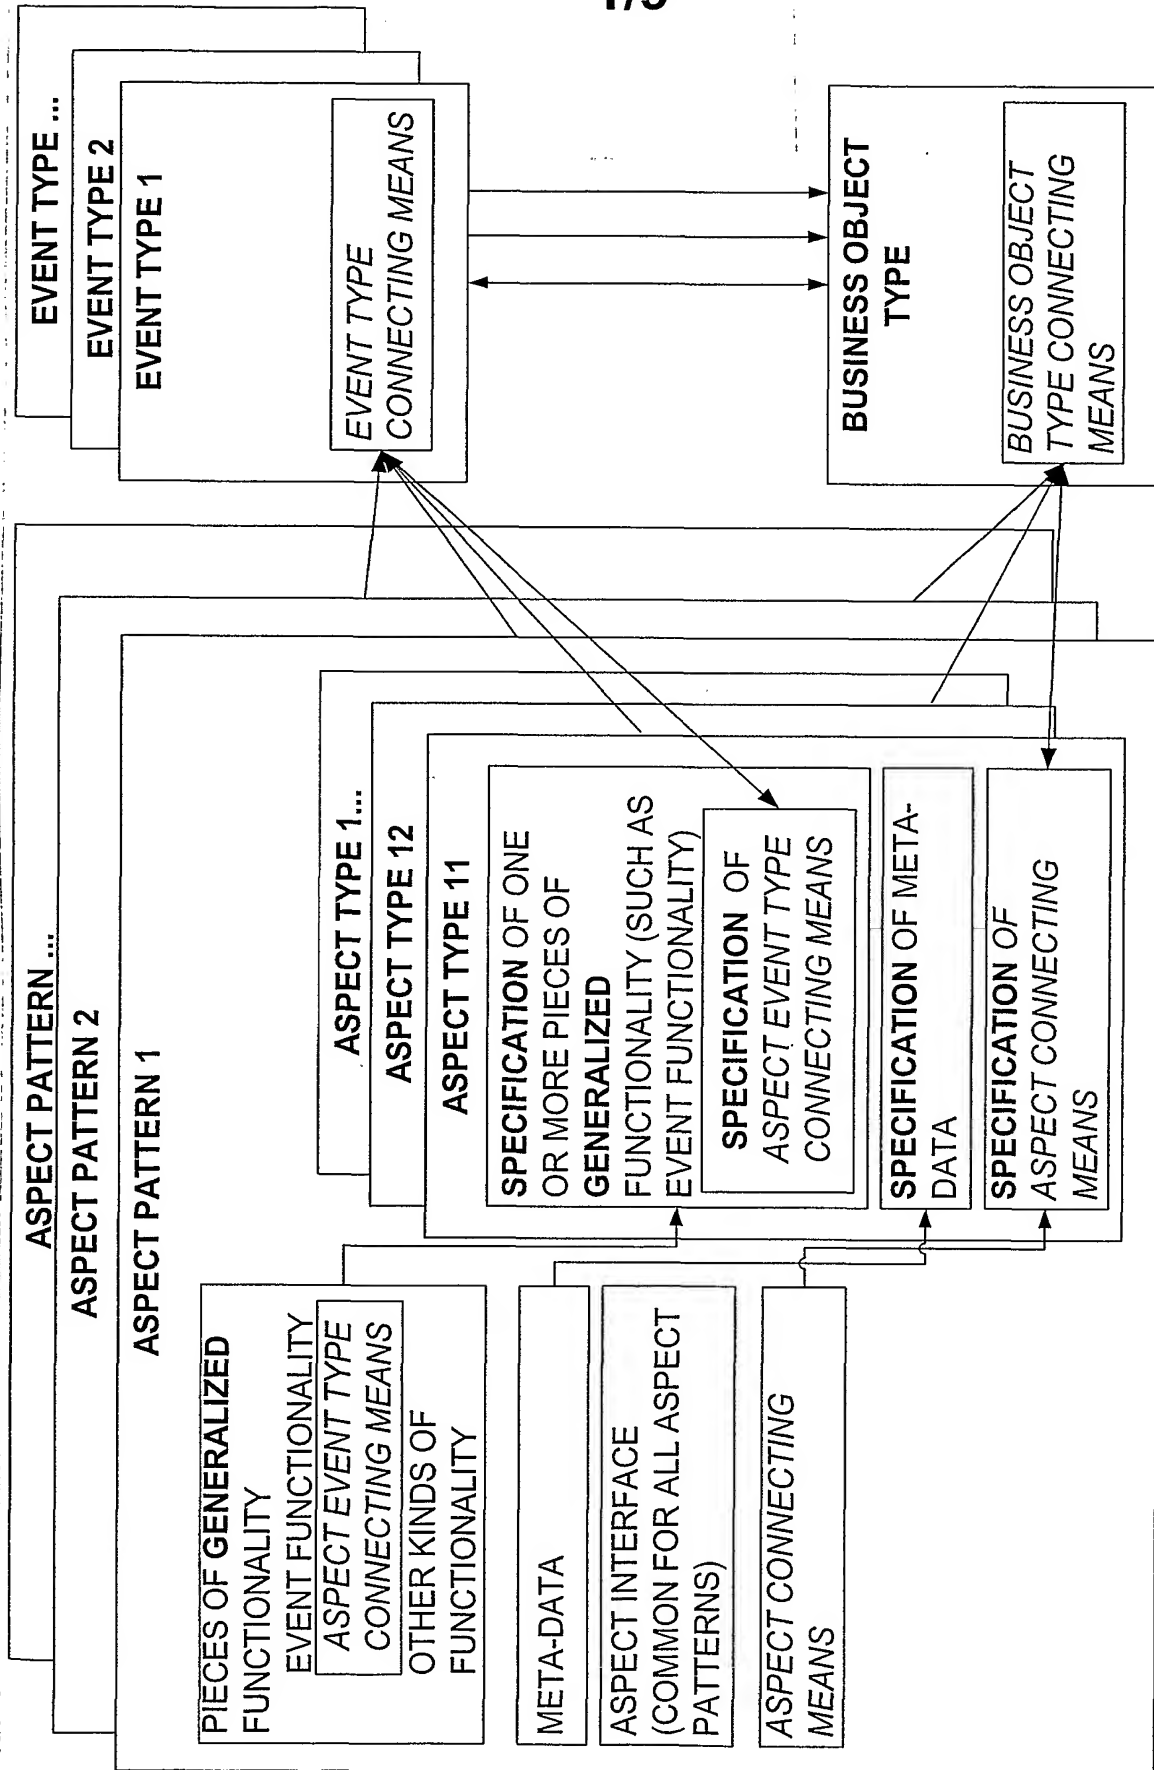 ASPECT PATTERN ...
ASPECT PATTERN 2
ASPECT PATTERN 1
PIECES OF GENERALIZED
FUNCTIONALITY
EVENT FUNCTIONALITY
ASPECT EVENT TYPE
CONNECTING MEANS
OTHER KINDS OF
FUNCTIONALITY
META-DATA
ASPECT INTERFACE
(COMMON FOR ALL ASPECT
PATTERNS)
ASPECT CONNECTING
MEANS
ASPECT TYPE 1...
ASPECT TYPE 12
ASPECT TYPE 11
SPECIFICATION OF ONE
OR MORE PIECES OF
GENERALIZED
FUNCTIONALITY (SUCH AS
EVENT FUNCTIONALITY)
SPECIFICATION OF
ASPECT EVENT TYPE
CONNECTING MEANS
SPECIFICATION OF META-
DATA
SPECIFICATION OF
ASPECT CONNECTING
MEANS
EVENT TYPE ...
EVENT TYPE 2
EVENT TYPE 1
EVENT TYPE
CONNECTING MEANS
BUSINESS OBJECT
TYPE
BUSINESS OBJECT
TYPE CONNECTING
MEANS